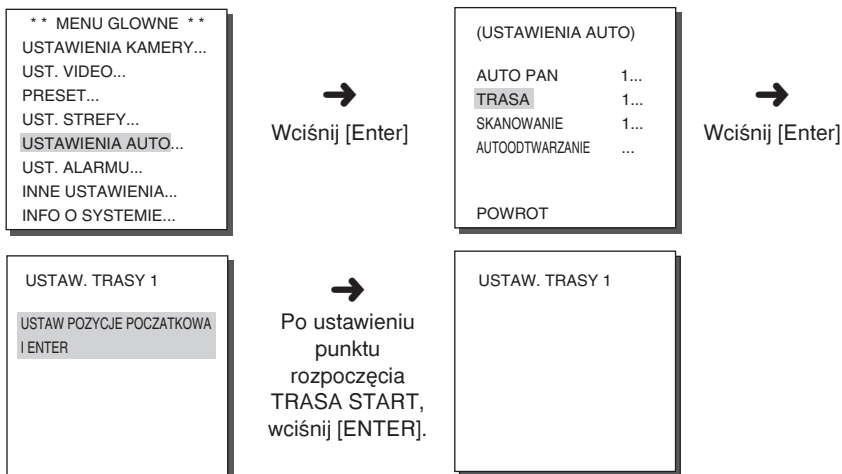 * * MENU GLOWNE * *
USTAWIENIA KAMERY...
UST. VIDEO...
PRESET...
UST. STREFY...
USTAWIENIA AUTO...
UST. ALARMU...
INNE USTAWIENIA...
INFO O SYSTEMIE...
➜
Wciśnij [Enter]
(USTAWIENIA AUTO)
AUTO PAN 1...
TRASA 1...
SKANOWANIE 1...
AUTOODTWARZANIE ...
POWROT
➜
Wciśnij [Enter]
USTAW. TRASY 1
USTAW POZYCJE POCZATKOWA
I ENTER
➜
Po ustawieniu
punktu
rozpoczęcia
TRASA START,
wciśnij [ENTER].
USTAW. TRASY 1